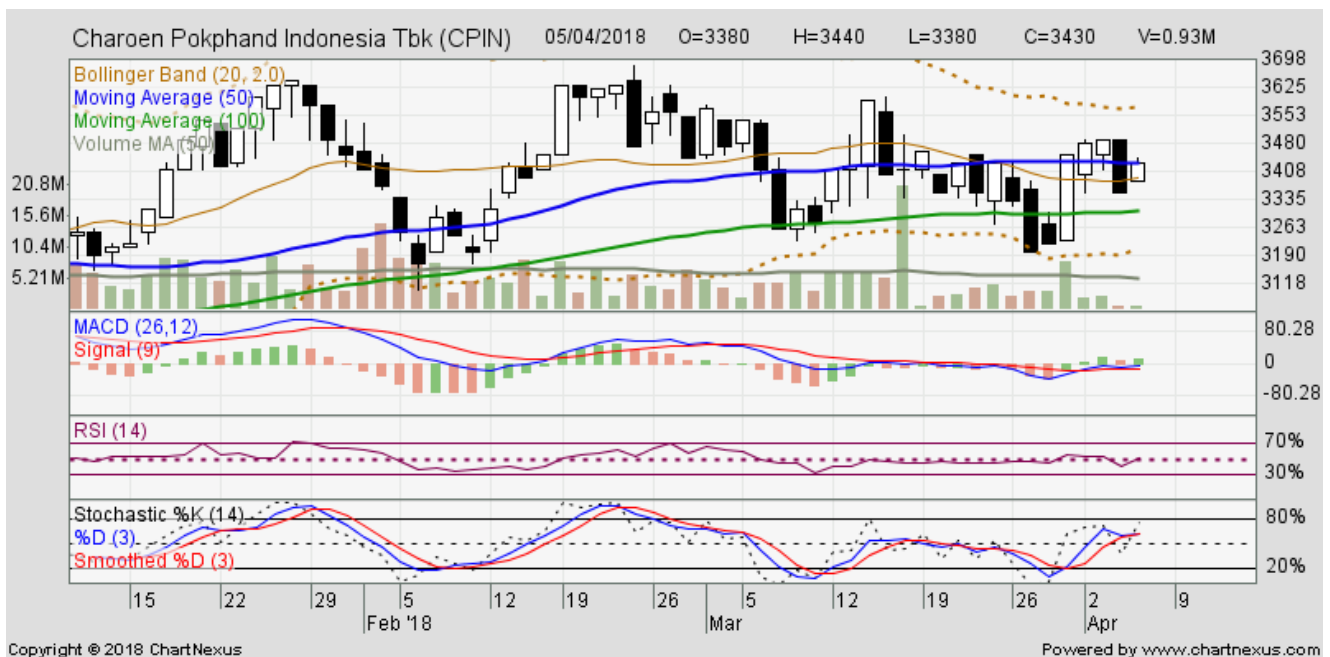 Charoen Pokphand Indonesia Tbk (CPIN) 05/04/2018 O=3380 H=3440 L=3380 C=3430 V=0.93M
Bollinger Band (20, 2.0)
Moving Average (50)
Moving Average (100)
Volume MA (50)
3698
3625
3553
3480
3408
3335
3263
3190
3118
20.8M
15.6M
10.4M
5.21M
MACD (26,12)
Signal (9)
80.28
0
-80.28
RSI (14)
70%
30%
Stochastic %K (14)
%D (3)
Smoothed %D (3)
80%
20%
15 22 29 5 12 19 26 5 12 19 26 2 9
Feb '18 Mar Apr
Copyright © 2018 ChartNexus Powered by www.chartnexus.com